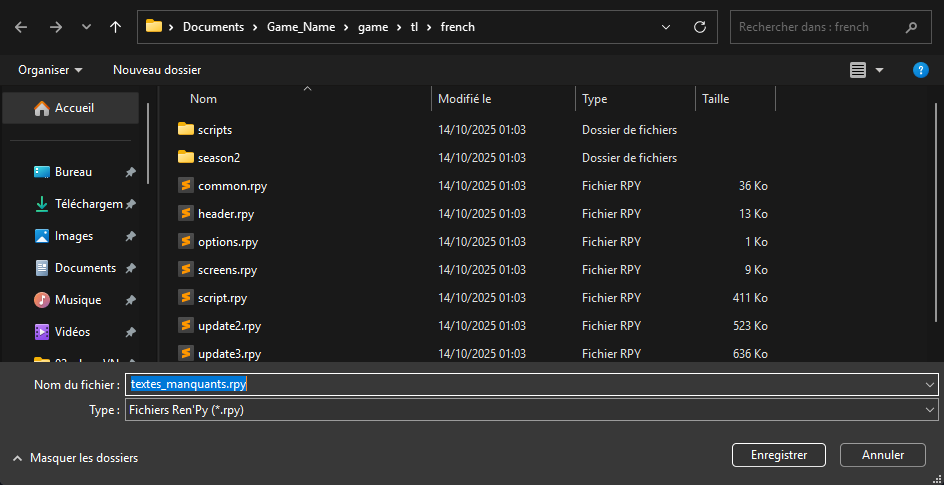 Documents › Game_Name › game › tl › french
Rechercher dans : french
Organiser
Nouveau dossier
Nom Modifié le Type Taille
Accueil
Bureau
Téléchargem
Images
Documents
Musique
Vidéos
scripts 14/10/2025 01:03 Dossier de fichiers
season2 14/10/2025 01:03 Dossier de fichiers
common.rpy 14/10/2025 01:03 Fichier RPY 36 Ko
header.rpy 14/10/2025 01:03 Fichier RPY 13 Ko
options.rpy 14/10/2025 01:03 Fichier RPY 1 Ko
screens.rpy 14/10/2025 01:03 Fichier RPY 9 Ko
script.rpy 14/10/2025 01:03 Fichier RPY 411 Ko
update2.rpy 14/10/2025 01:03 Fichier RPY 523 Ko
update3.rpy 14/10/2025 01:03 Fichier RPY 636 Ko
Nom du fichier : textes_manquants.rpy
Type : Fichiers Ren'Py (*.rpy)
Masquer les dossiers
Enregistrer
Annuler